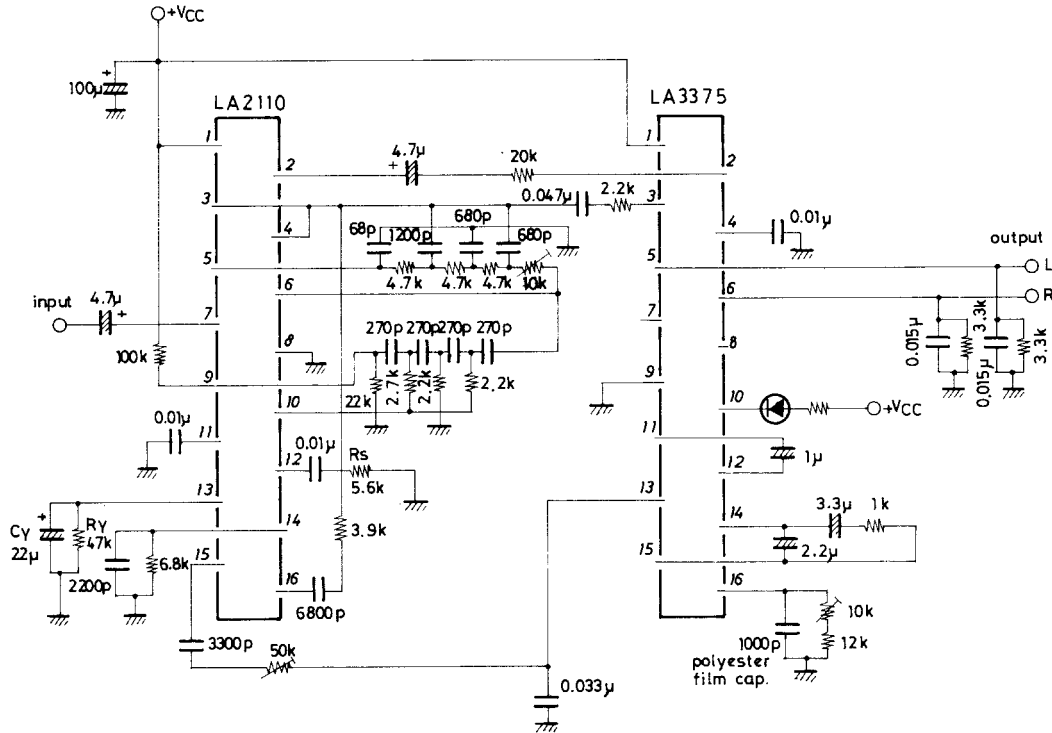 +VCC
100µ
+
LA2110
LA3375
1
2
3
4
5
6
7
8
9
10
11
12
13
14
15
16
4.7µ
+
20k
0.047µ
2.2k
68p
1200p
680p
680p
4.7k
4.7k
4.7k
10k
input
4.7µ
+
100k
270p
270p
270p
270p
22k
2.7k
2.2k
2.2k
0.01µ
0.01µ
Rs
5.6k
3.9k
6800p
CY
22µ
+
RY
47k
2200p
6.8k
3300p
50k
0.033µ
1
2
3
4
5
6
7
8
9
10
11
12
13
14
15
16
0.01µ
output
L
R
0.015µ
3.3k
0.015µ
3.3k
+VCC
1µ
3.3µ
1k
2.2µ
10k
12k
1000p
polyester
film cap.